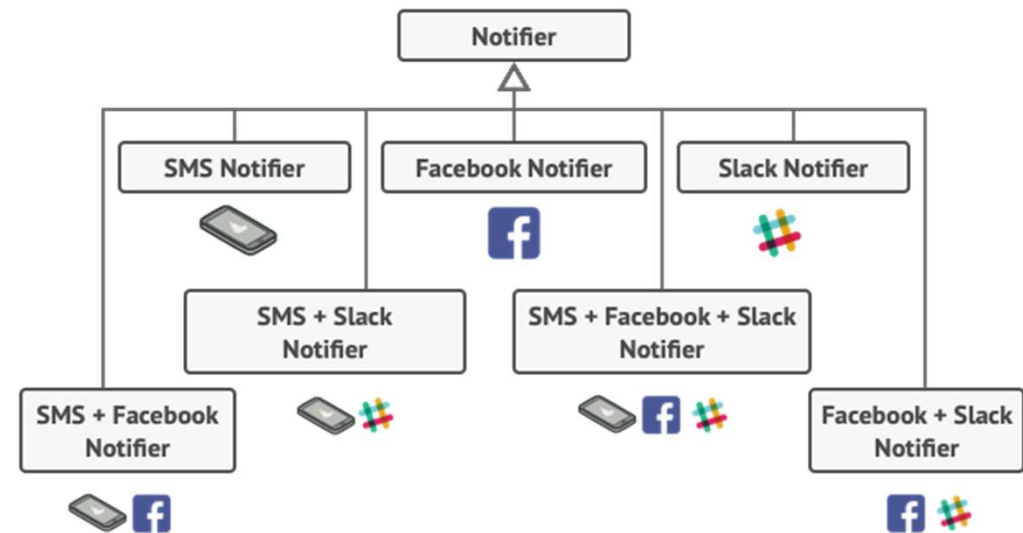 Notifier
SMS Notifier
Facebook Notifier
Slack Notifier
SMS + Slack
Notifier
SMS + Facebook + Slack
Notifier
SMS + Facebook
Notifier
Facebook + Slack
Notifier